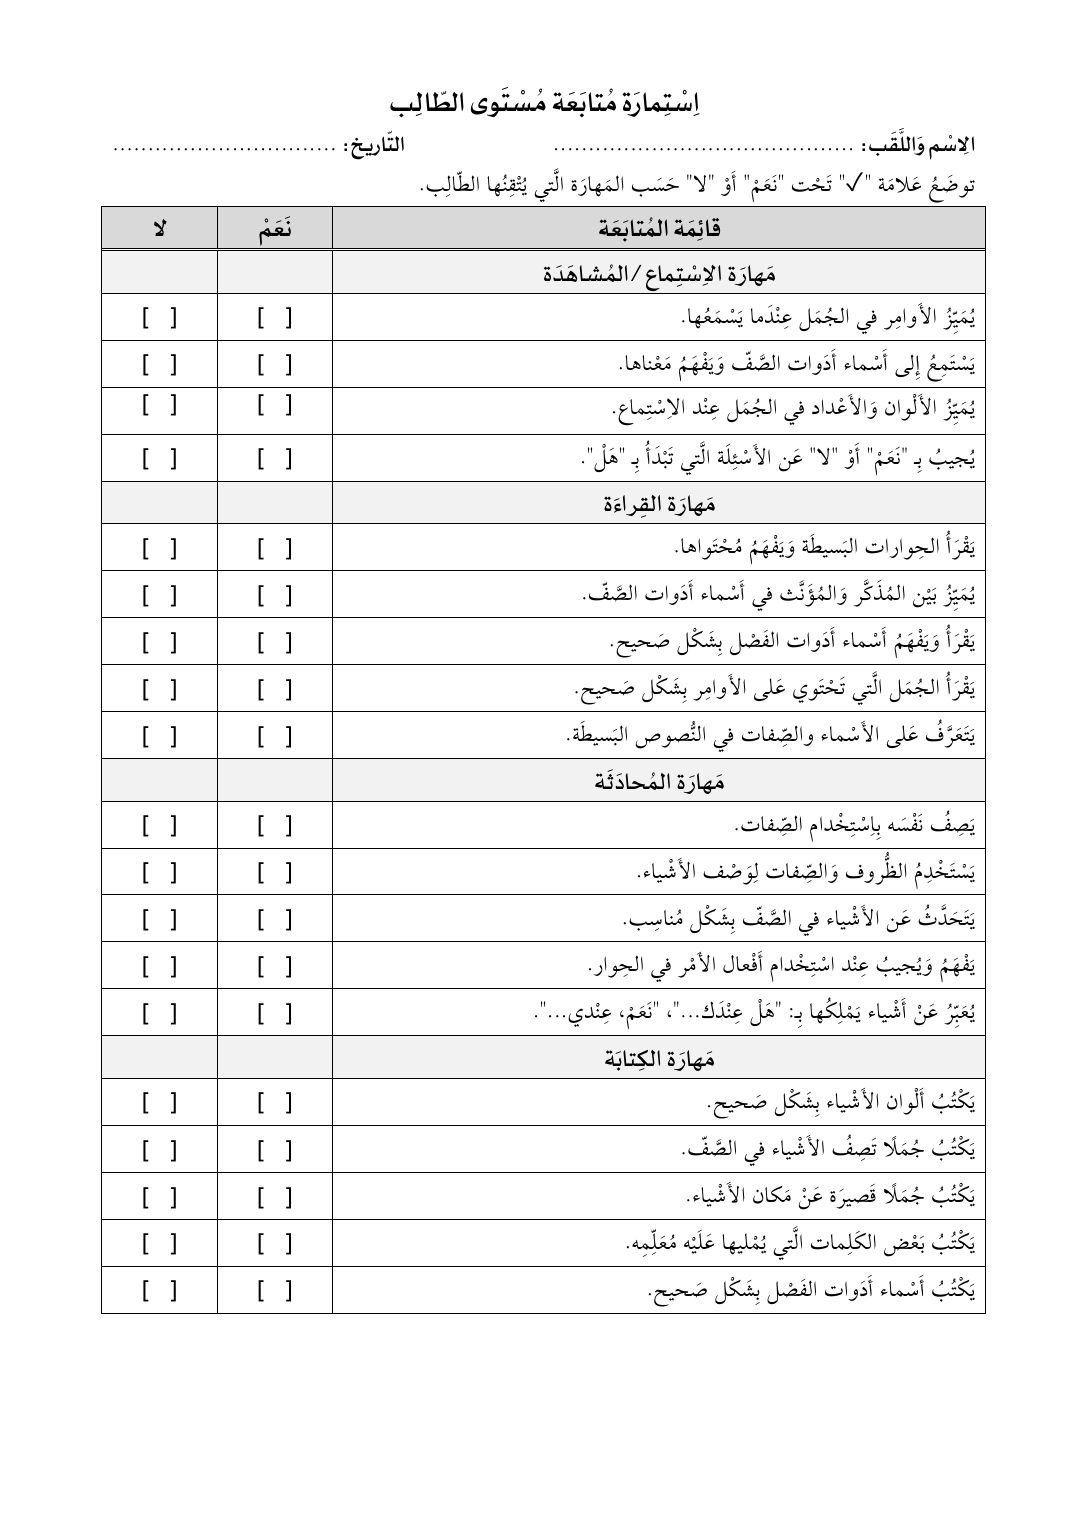 اِسْتِمارَة مُتابَعَة مُسْتَوى الطّالِب
الاِسْم وَاللَّقَب: ........................................... التّاريخ: ................................
توضَعُ عَلامَة "✓" تَحْت "نَعَمْ" أَوْ "لا" حَسَب المَهارَة الَّتي يُتْقِنُها الطّالِب.
قائِمَة المُتابَعَة نَعَمْ لا
مَهارَة الاِسْتِماع/المُشاهَدَة
يُمَيِّزُ الأَوامِر في الجُمَل عِنْدَما يَسْمَعُها. [ ] [ ]
يَسْتَمِعُ إِلى أَسْماء أَدَوات الصَّفّ وَيَفْهَمُ مَعْناها. [ ] [ ]
يُمَيِّزُ الأَلْوان وَالأَعْداد في الجُمَل عِنْد الاِسْتِماع. [ ] [ ]
يُجيبُ بِـ "نَعَمْ" أَوْ "لا" عَن الأَسْئِلَة الَّتي تَبْدَأُ بِـ "هَلْ". [ ] [ ]
مَهارَة القِراءَة
يَقْرَأُ الحِوارات البَسيطَة وَيَفْهَمُ مُحْتَواها. [ ] [ ]
يُمَيِّزُ بَيْن المُذَكَّر وَالمُؤَنَّث في أَسْماء أَدَوات الصَّفّ. [ ] [ ]
يَقْرَأُ وَيَفْهَمُ أَسْماء أَدَوات الفَصْل بِشَكْل صَحيح. [ ] [ ]
يَقْرَأُ الجُمَل الَّتي تَحْتَوي عَلى الأَوامِر بِشَكْل صَحيح. [ ] [ ]
يَتَعَرَّفُ عَلى الأَسْماء والصِّفات في النُّصوص البَسيطَة. [ ] [ ]
مَهارَة المُحادَثَة
يَصِفُ نَفْسَه بِاِسْتِخْدام الصِّفات. [ ] [ ]
يَسْتَخْدِمُ الظُّروف وَالصِّفات لِوَصْف الأَشْياء. [ ] [ ]
يَتَحَدَّثُ عَن الأَشْياء في الصَّفّ بِشَكْل مُناسِب. [ ] [ ]
يَفْهَمُ وَيُجيبُ عِنْد اسْتِخْدام أَفْعال الأَمْر في الحِوار. [ ] [ ]
يُعَبِّرُ عَنْ أَشْياء يَمْلِكُها بِـ: "هَلْ عِنْدَك..."، "نَعَمْ، عِنْدي...". [ ] [ ]
مَهارَة الكِتابَة
يَكْتُبُ أَلْوان الأَشْياء بِشَكْل صَحيح. [ ] [ ]
يَكْتُبُ جُمَلًا تَصِفُ الأَشْياء في الصَّفّ. [ ] [ ]
يَكْتُبُ جُمَلًا قَصيرَة عَنْ مَكان الأَشْياء. [ ] [ ]
يَكْتُبُ بَعْض الكَلِمات الَّتي يُمْليها عَلَيْه مُعَلِّمِه. [ ] [ ]
يَكْتُبُ أَسْماء أَدَوات الفَصْل بِشَكْل صَحيح. [ ] [ ]